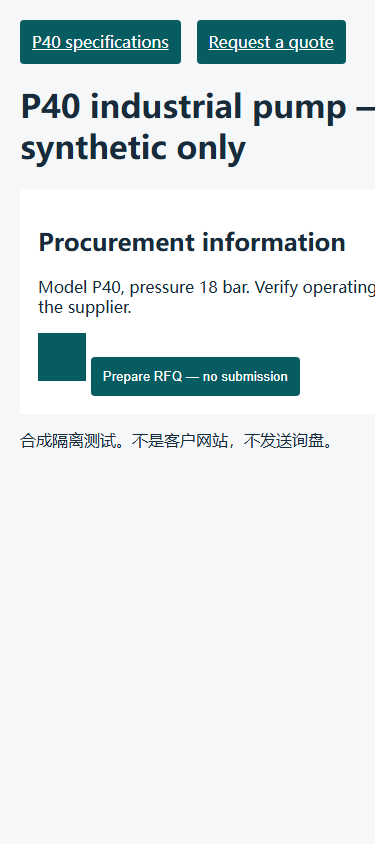 P40 specifications
Request a quote
P40 industrial pump —
synthetic only
Procurement information
Model P40, pressure 18 bar. Verify operating
the supplier.
Prepare RFQ — no submission
合成隔离测试。不是客户网站，不发送询盘。